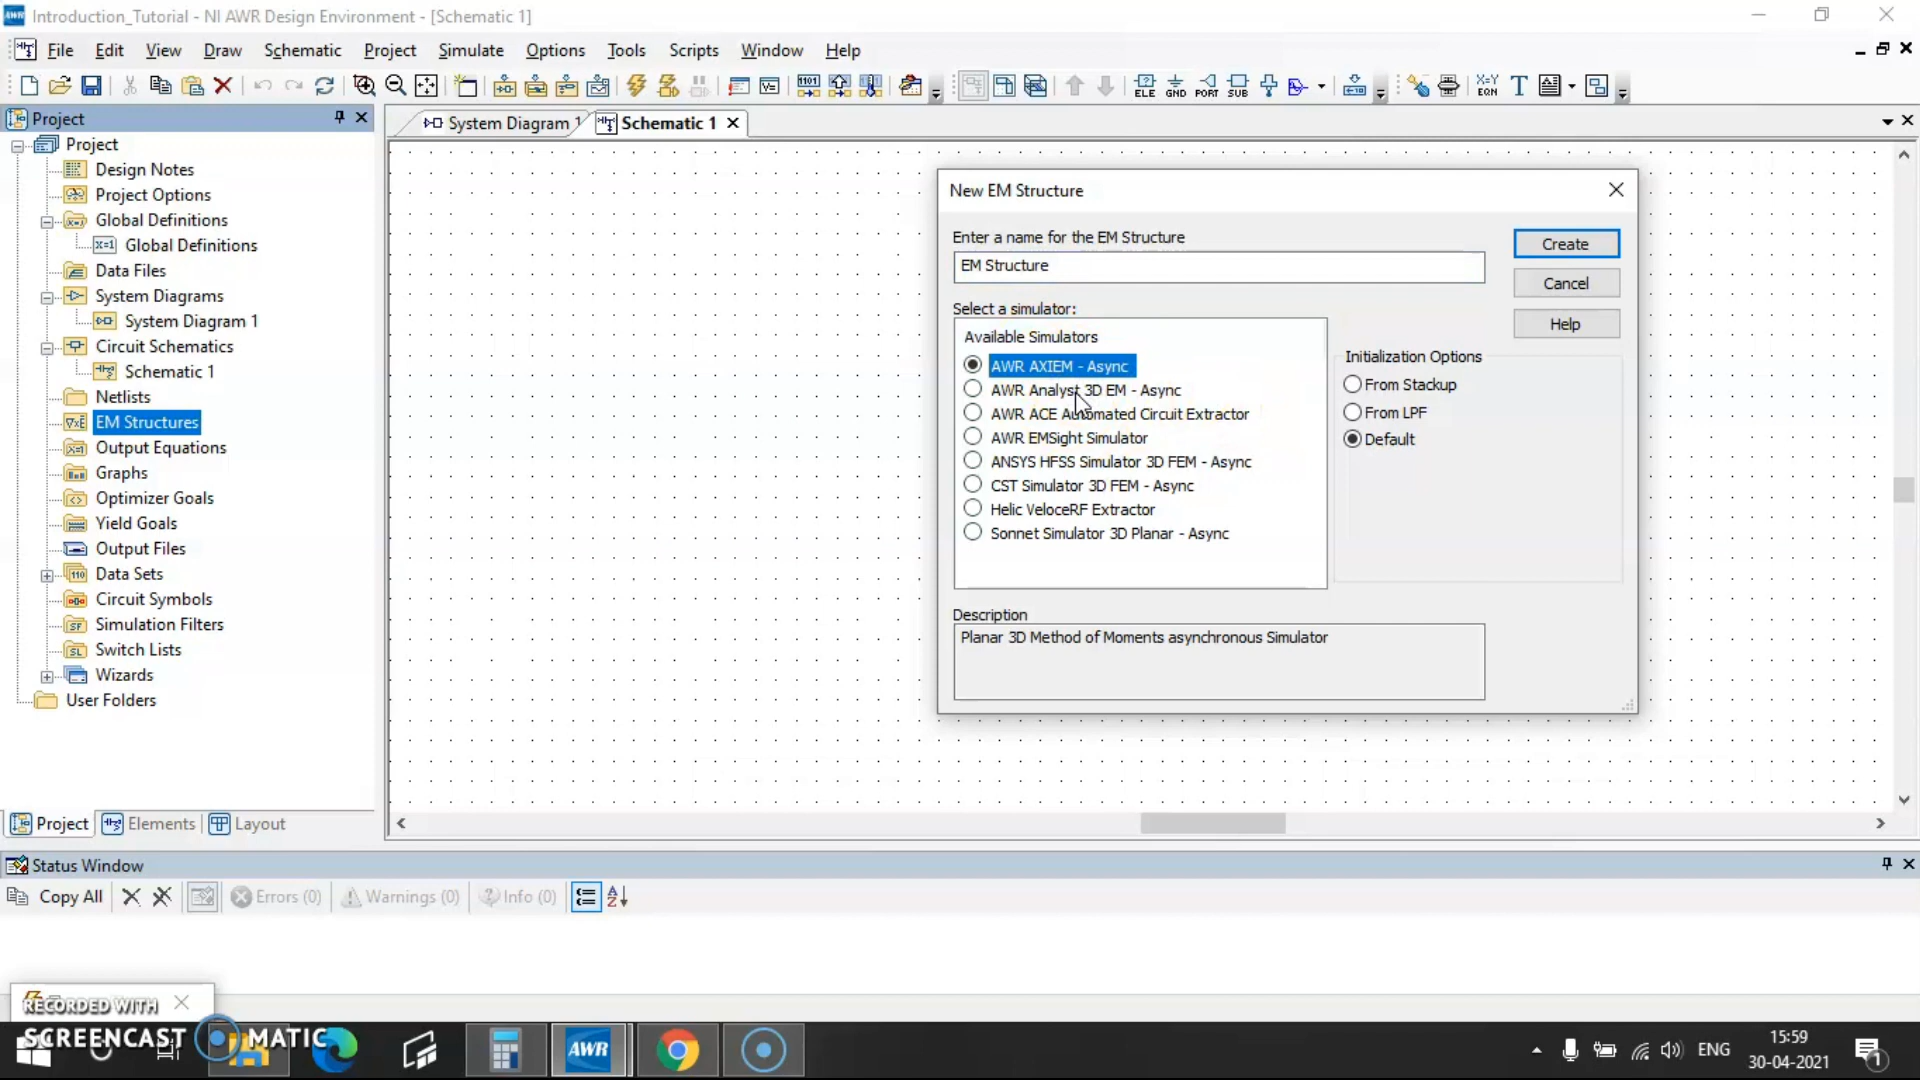 AWR Introduction_Tutorial - NI AWR Design Environment - [Schematic 1]
File Edit View Draw Schematic Project Simulate Options Tools Scripts Window Help
ELE GND PORT SUB X=Y EQN T
Project
System Diagram 1
Schematic 1
Project
Design Notes
Project Options
Global Definitions
Global Definitions
Data Files
System Diagrams
System Diagram 1
Circuit Schematics
Schematic 1
Netlists
EM Structures
Output Equations
Graphs
Optimizer Goals
Yield Goals
Output Files
Data Sets
Circuit Symbols
Simulation Filters
Switch Lists
Wizards
User Folders
Project Elements Layout
New EM Structure
Enter a name for the EM Structure
EM Structure
Create
Cancel
Help
Select a simulator:
Available Simulators
AWR AXIEM - Async
AWR Analyst 3D EM - Async
AWR ACE Automated Circuit Extractor
AWR EMSight Simulator
ANSYS HFSS Simulator 3D FEM - Async
CST Simulator 3D FEM - Async
Helic VeloceRF Extractor
Sonnet Simulator 3D Planar - Async
Initialization Options
From Stackup
From LPF
Default
Description
Planar 3D Method of Moments asynchronous Simulator
Status Window
Copy All Errors (0) Warnings (0) Info (0)
RECORDED WITH
SCREENCAST MATIC
AWR
ENG
15:59
30-04-2021
1